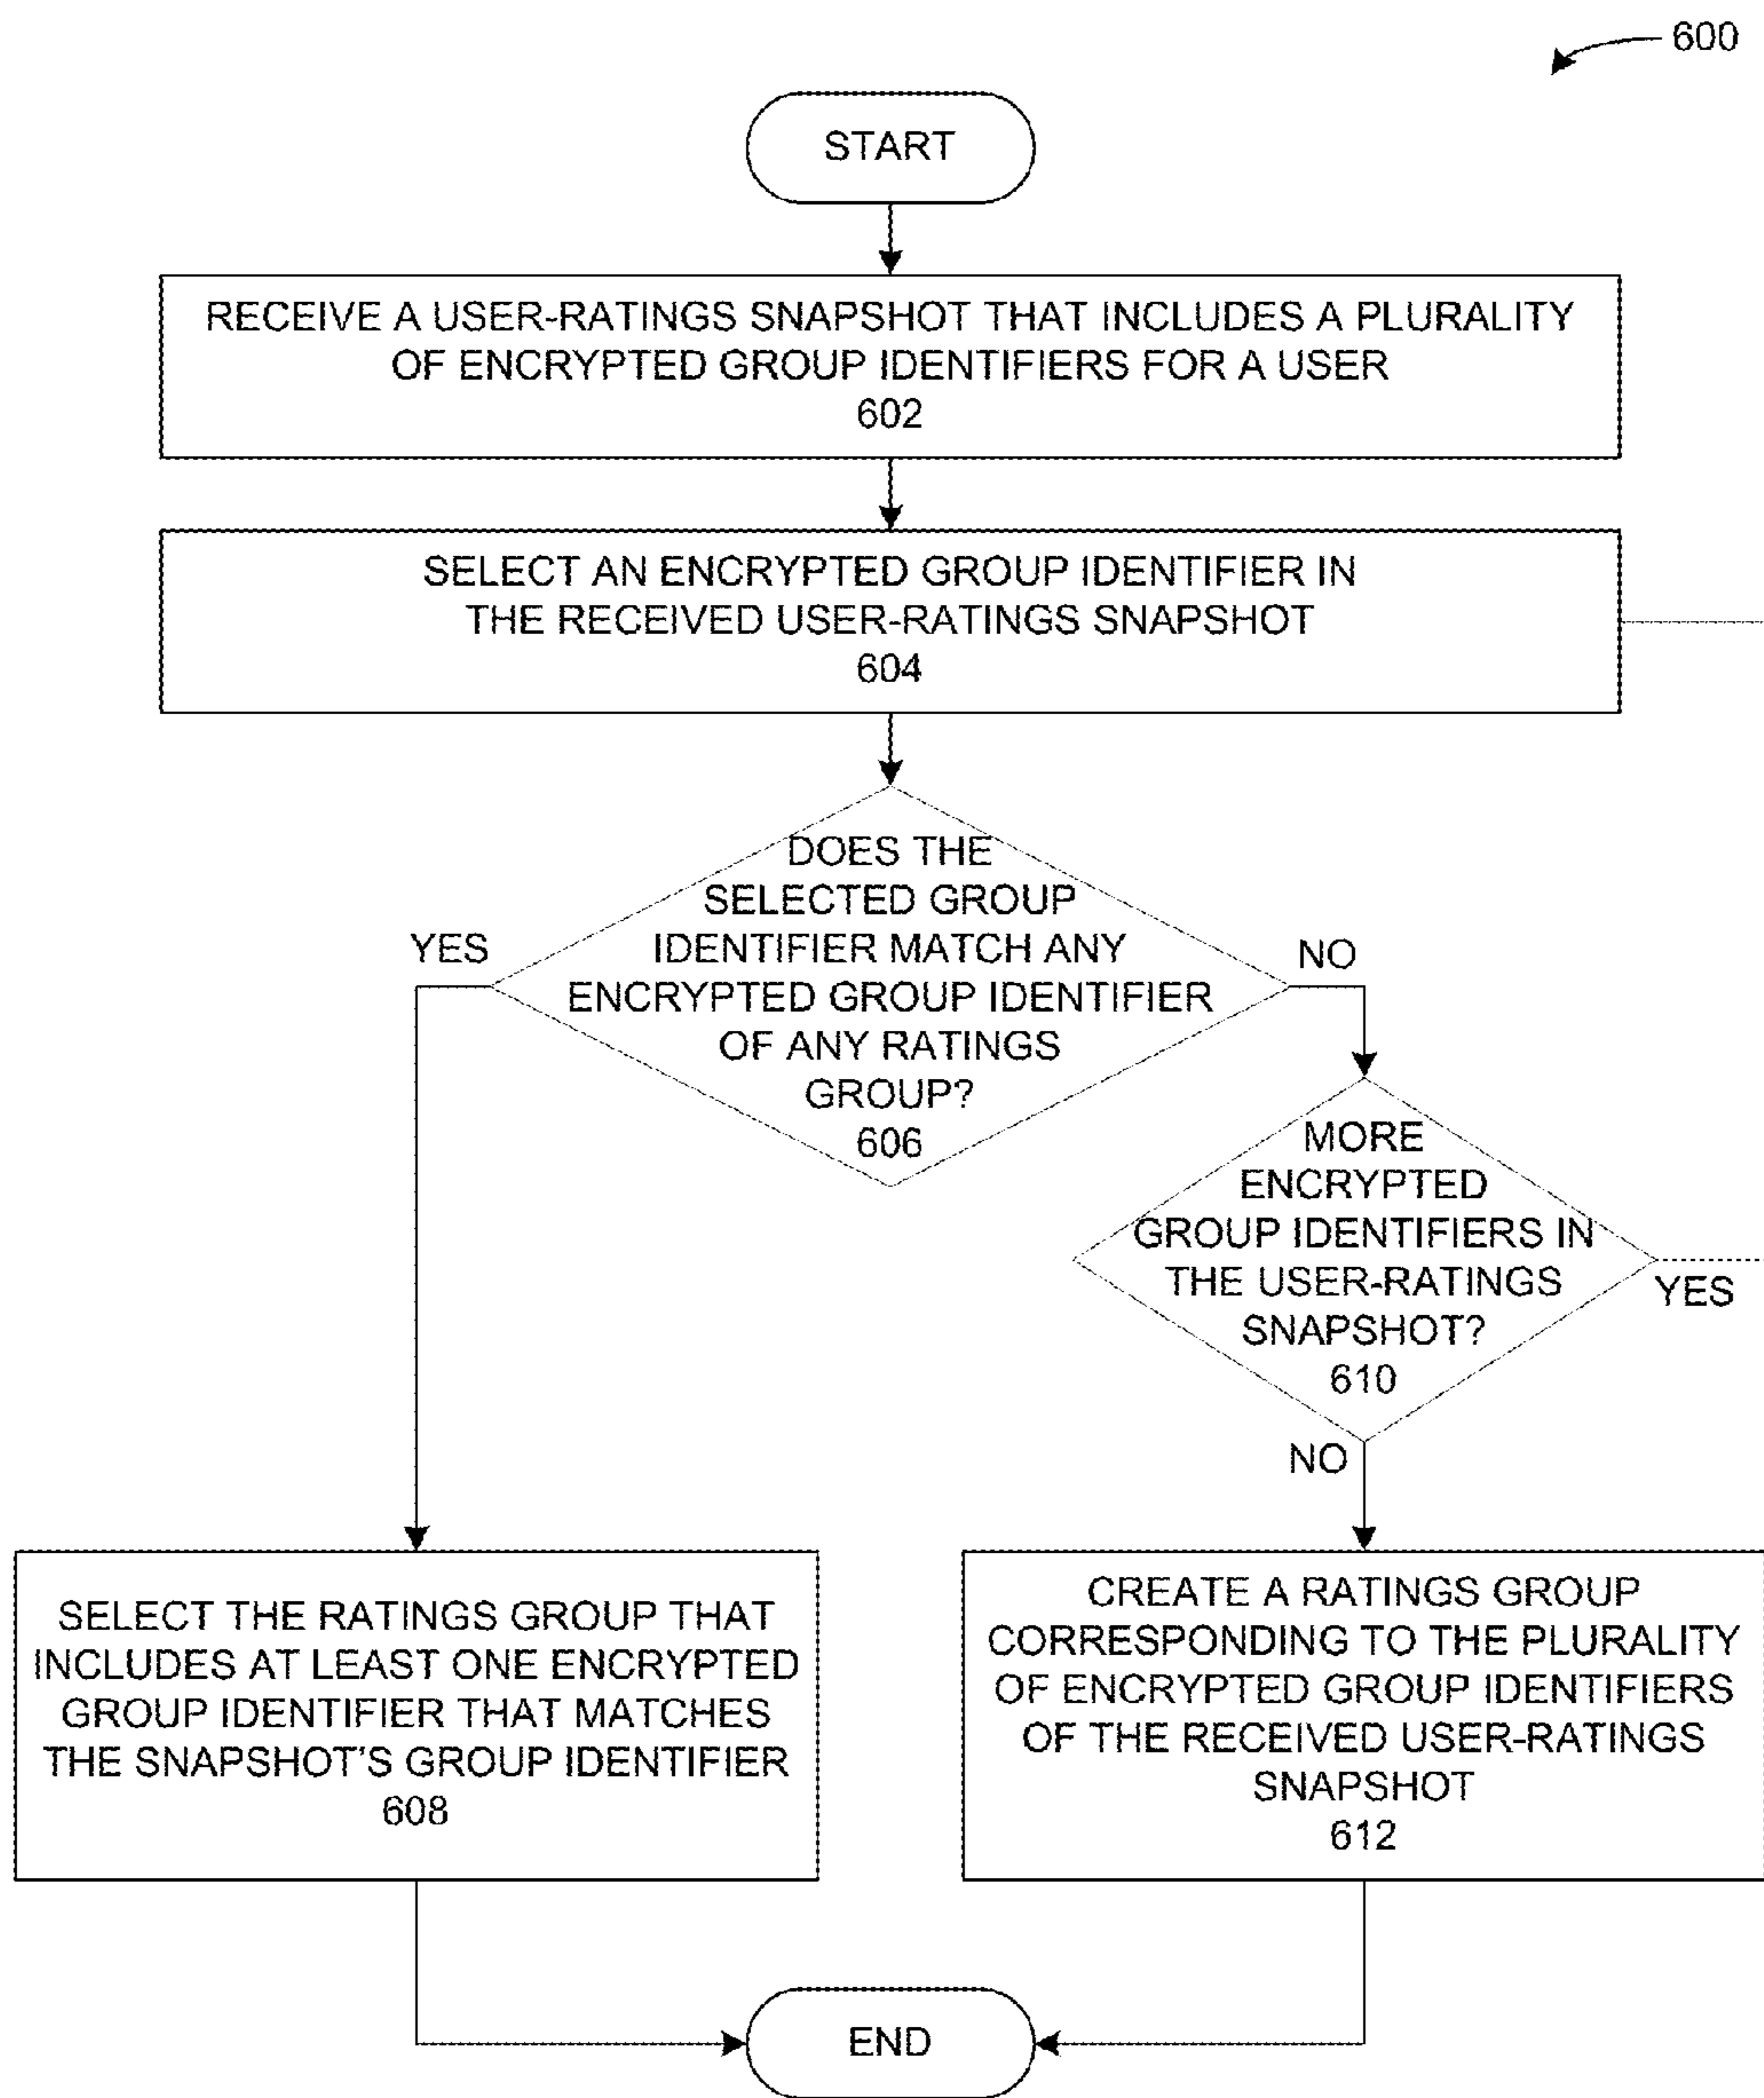 600
START
RECEIVE A USER-RATINGS SNAPSHOT THAT INCLUDES A PLURALITY
OF ENCRYPTED GROUP IDENTIFIERS FOR A USER
602
SELECT AN ENCRYPTED GROUP IDENTIFIER IN
THE RECEIVED USER-RATINGS SNAPSHOT
604
DOES THE
SELECTED GROUP
IDENTIFIER MATCH ANY
ENCRYPTED GROUP IDENTIFIER
OF ANY RATINGS
GROUP?
606
YES
NO
MORE
ENCRYPTED
GROUP IDENTIFIERS IN
THE USER-RATINGS
SNAPSHOT?
610
YES
NO
SELECT THE RATINGS GROUP THAT
INCLUDES AT LEAST ONE ENCRYPTED
GROUP IDENTIFIER THAT MATCHES
THE SNAPSHOT'S GROUP IDENTIFIER
608
CREATE A RATINGS GROUP
CORRESPONDING TO THE PLURALITY
OF ENCRYPTED GROUP IDENTIFIERS
OF THE RECEIVED USER-RATINGS
SNAPSHOT
612
END